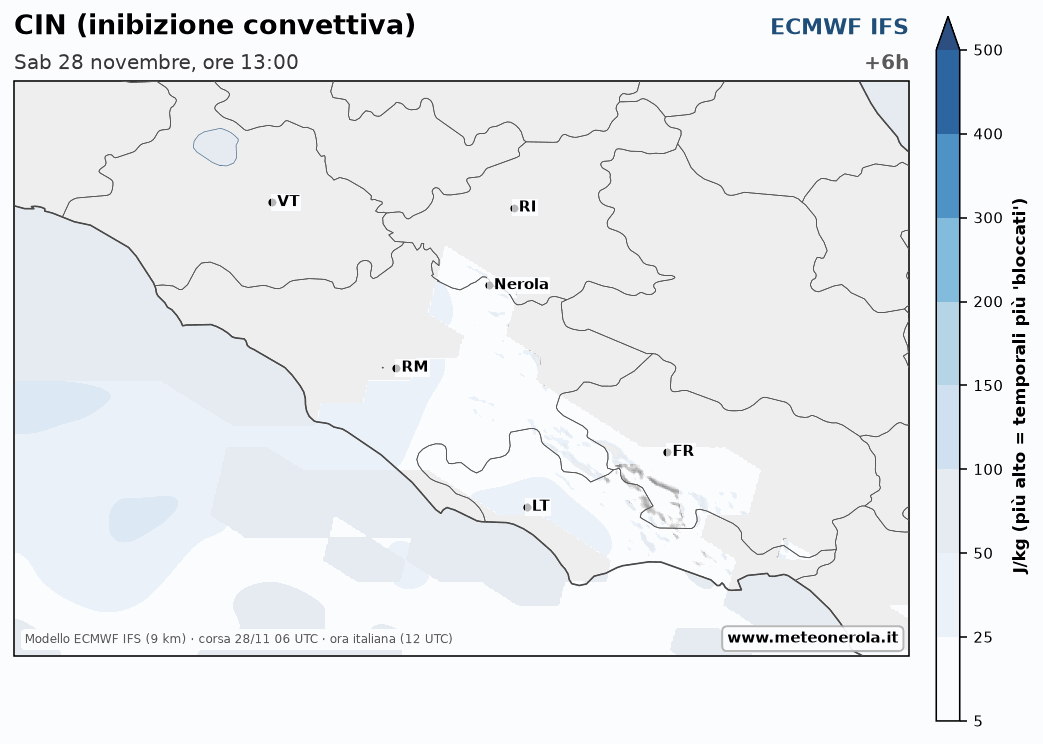 CIN (inibizione convettiva)
ECMWF IFS
Sab 28 novembre, ore 13:00
+6h
VT
RI
Nerola
RM
FR
LT
Modello ECMWF IFS (9 km) · corsa 28/11 06 UTC · ora italiana (12 UTC)
www.meteonerola.it
500
400
300
200
150
100
50
25
5
J/kg (più alto = temporali più 'bloccati')